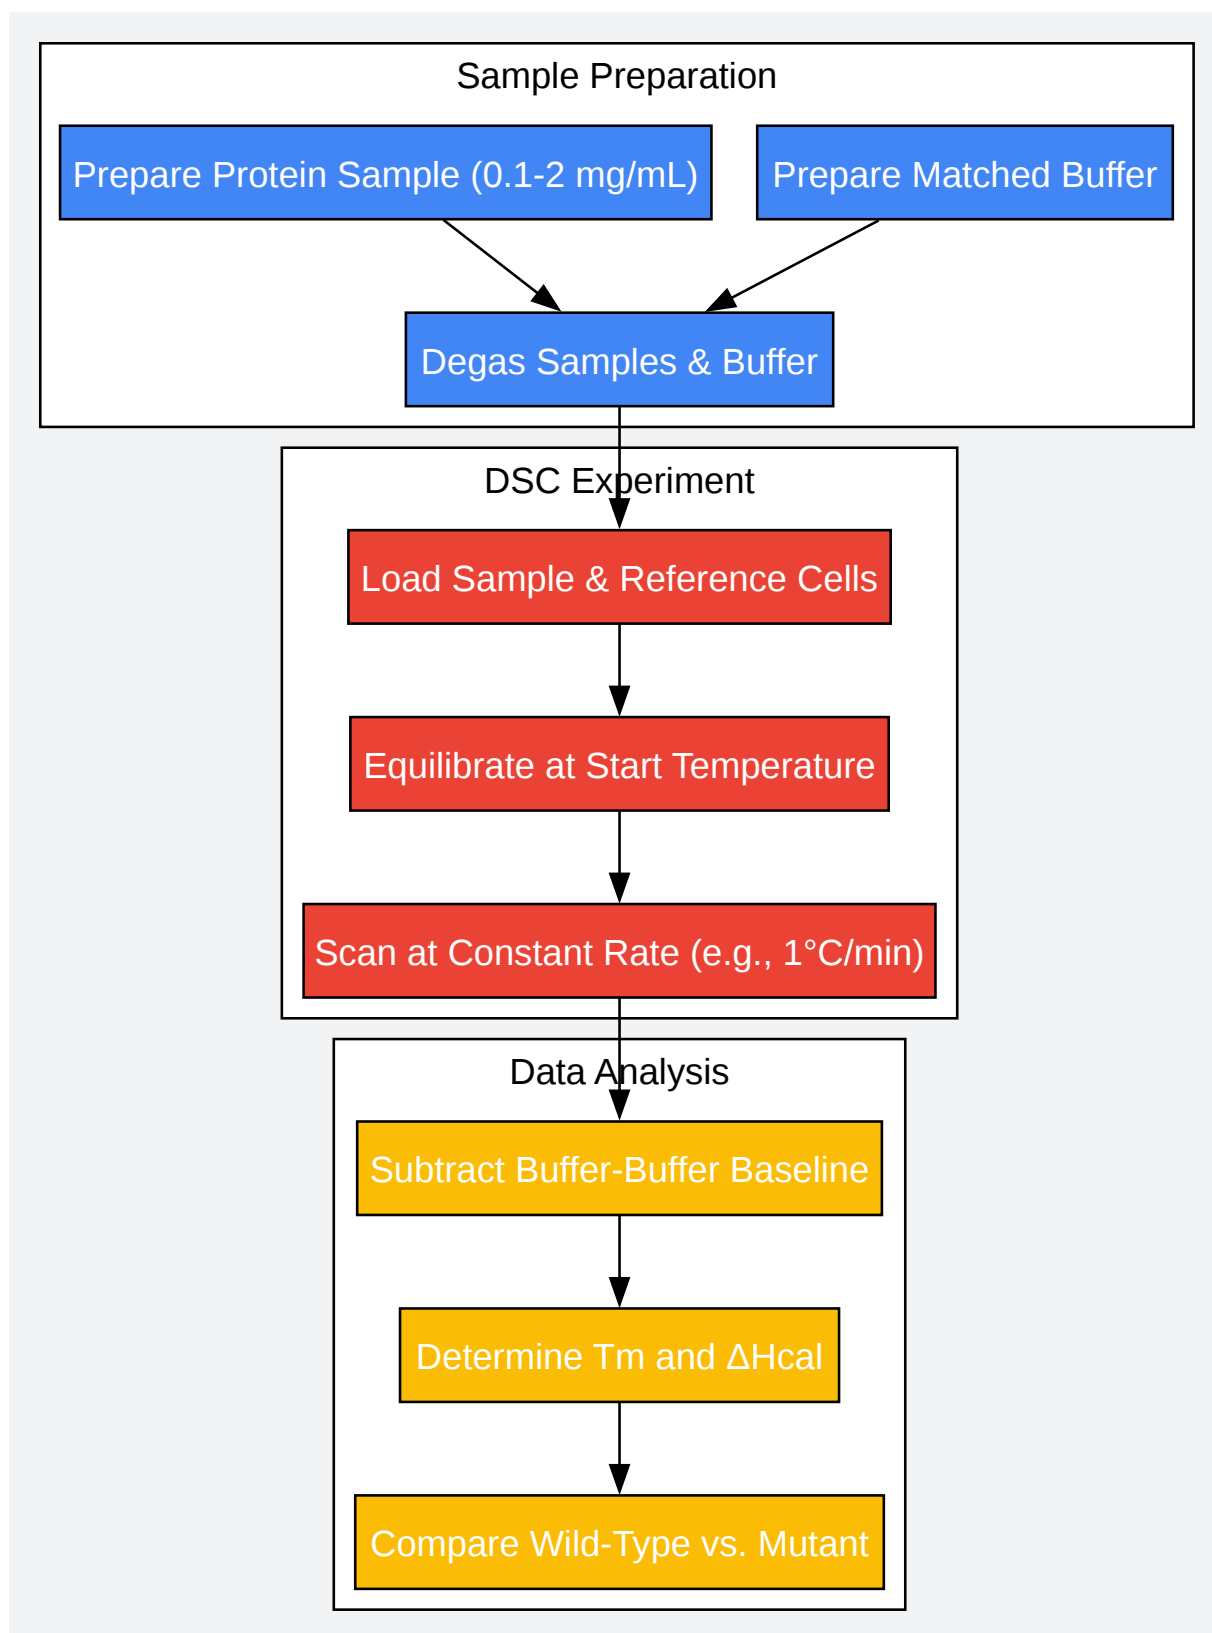 Sample Preparation
Prepare Protein Sample (0.1-2 mg/mL)
Prepare Matched Buffer
Degas Samples & Buffer
DSC Experiment
Load Sample & Reference Cells
Equilibrate at Start Temperature
Scan at Constant Rate (e.g., 1°C/min)
Data Analysis
Subtract Buffer-Buffer Baseline
Determine Tm and ΔHcal
Compare Wild-Type vs. Mutant